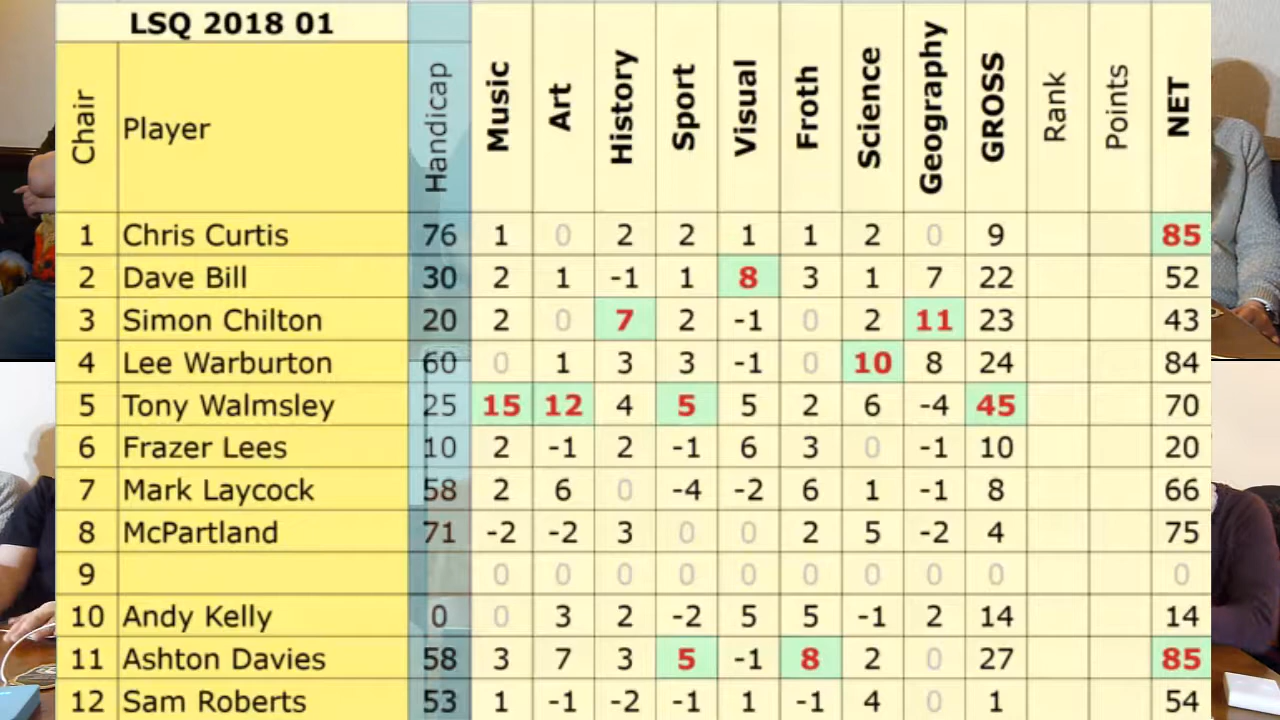 LSQ 2018 01
Chair Player Handicap Music Art History Sport Visual Froth Science Geography GROSS Rank Points NET
1 Chris Curtis 76 1 0 2 2 1 1 2 0 9 85
2 Dave Bill 30 2 1 -1 1 8 3 1 7 22 52
3 Simon Chilton 20 2 0 7 2 -1 0 2 11 23 43
4 Lee Warburton 60 0 1 3 3 -1 0 10 8 24 84
5 Tony Walmsley 25 15 12 4 5 5 2 6 -4 45 70
6 Frazer Lees 10 2 -1 2 -1 6 3 0 -1 10 20
7 Mark Laycock 58 2 6 0 -4 -2 6 1 -1 8 66
8 McPartland 71 -2 -2 3 0 0 2 5 -2 4 75
9 0 0 0 0 0 0 0 0 0 0
10 Andy Kelly 0 0 3 2 -2 5 5 -1 2 14 14
11 Ashton Davies 58 3 7 3 5 -1 8 2 0 27 85
12 Sam Roberts 53 1 -1 -2 -1 1 -1 4 0 1 54